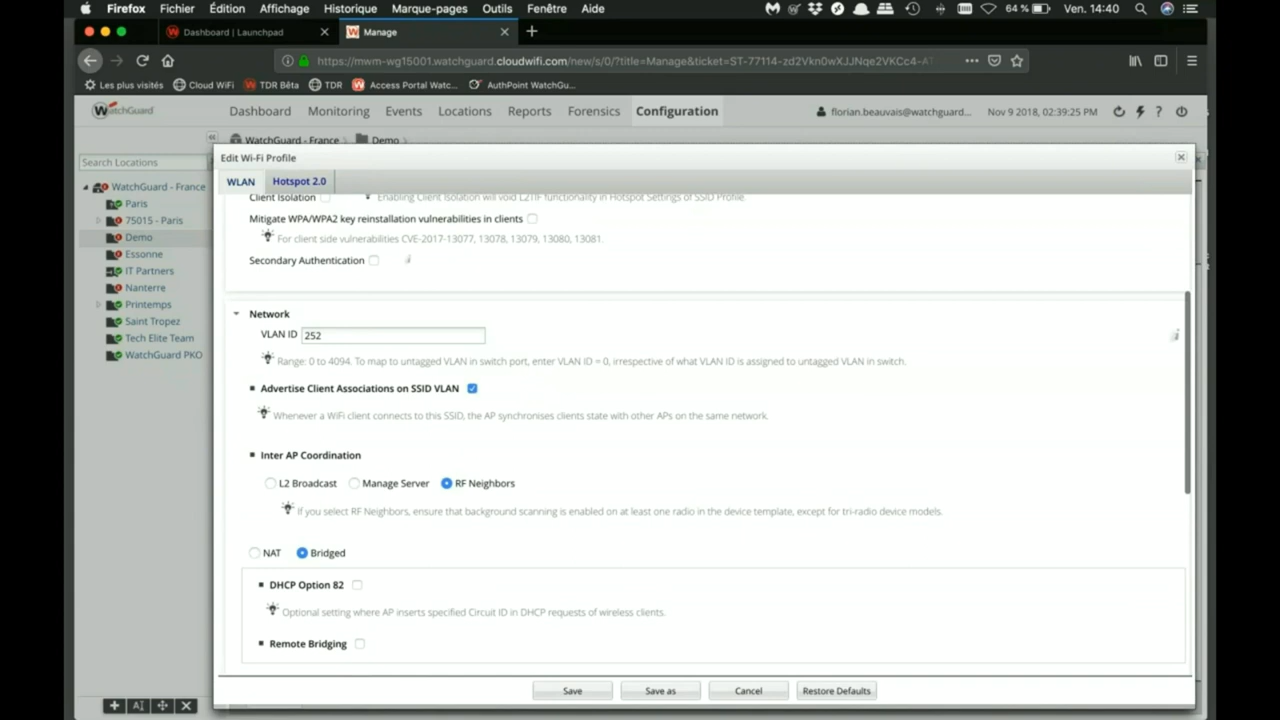 Firefox Fichier Édition Affichage Historique Marque-pages Outils Fenêtre Aide 64 % Ven. 14:40
Dashboard | Launchpad Manage
https://mwm-wg15001.watchguard.cloudwifi.com/new/s/0/?title=Manage&ticket=ST-77114-zd2Vkn0wXJJNqe2VKCc4-A
Les plus visités Cloud WiFi TDR Bêta TDR Access Portal Watc... AuthPoint WatchGu...
WatchGuard Dashboard Monitoring Events Locations Reports Forensics Configuration florian.beauvais@watchguard... Nov 9 2018, 02:39:25 PM
WatchGuard - France Demo
Edit Wi-Fi Profile
Search Locations
WLAN Hotspot 2.0
WatchGuard - France
Paris
75015 - Paris
Demo
Essonne
IT Partners
Nanterre
Printemps
Saint Tropez
Tech Elite Team
WatchGuard PKO
Client Isolation Enabling Client Isolation will void L2TIF functionality in Hotspot Settings of SSID Profile.
Mitigate WPA/WPA2 key reinstallation vulnerabilities in clients
For client side vulnerabilities CVE-2017-13077, 13078, 13079, 13080, 13081.
Secondary Authentication
Network
VLAN ID 252
Range: 0 to 4094. To map to untagged VLAN in switch port, enter VLAN ID = 0, irrespective of what VLAN ID is assigned to untagged VLAN in switch.
Advertise Client Associations on SSID VLAN
Whenever a WiFi client connects to this SSID, the AP synchronises clients state with other APs on the same network.
Inter AP Coordination
L2 Broadcast Manage Server RF Neighbors
If you select RF Neighbors, ensure that background scanning is enabled on at least one radio in the device template, except for tri-radio device models.
NAT Bridged
DHCP Option 82
Optional setting where AP inserts specified Circuit ID in DHCP requests of wireless clients.
Remote Bridging
Save Save as Cancel Restore Defaults